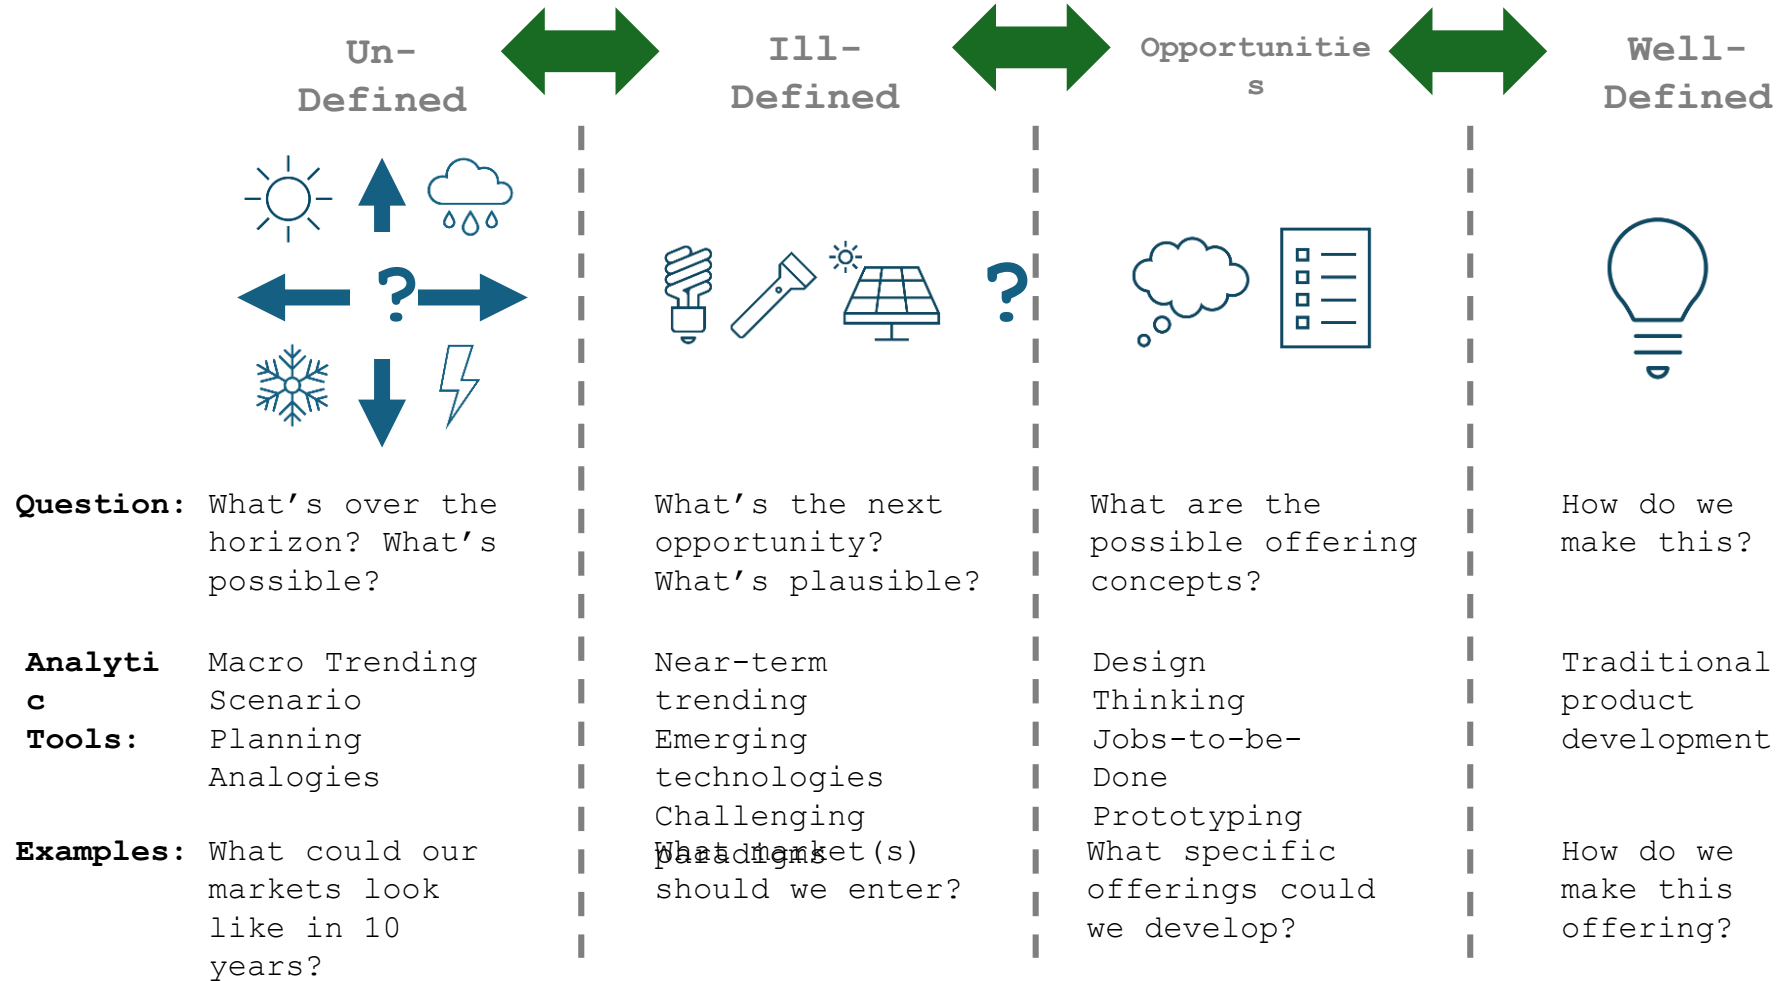 Un-
Defined
Ill-
Defined
Opportunitie
s
Well-
Defined
?
?
Question:
What's over the
horizon? What's
possible?
What's the next
opportunity?
What's plausible?
What are the
possible offering
concepts?
How do we
make this?
Analyti
c
Tools:
Macro Trending
Scenario
Planning
Analogies
Near-term
trending
Emerging
technologies
Challenging
paradigms
Design
Thinking
Jobs-to-be-
Done
Prototyping
Traditional
product
development
Examples:
What could our
markets look
like in 10
years?
What market(s)
should we enter?
What specific
offerings could
we develop?
How do we
make this
offering?